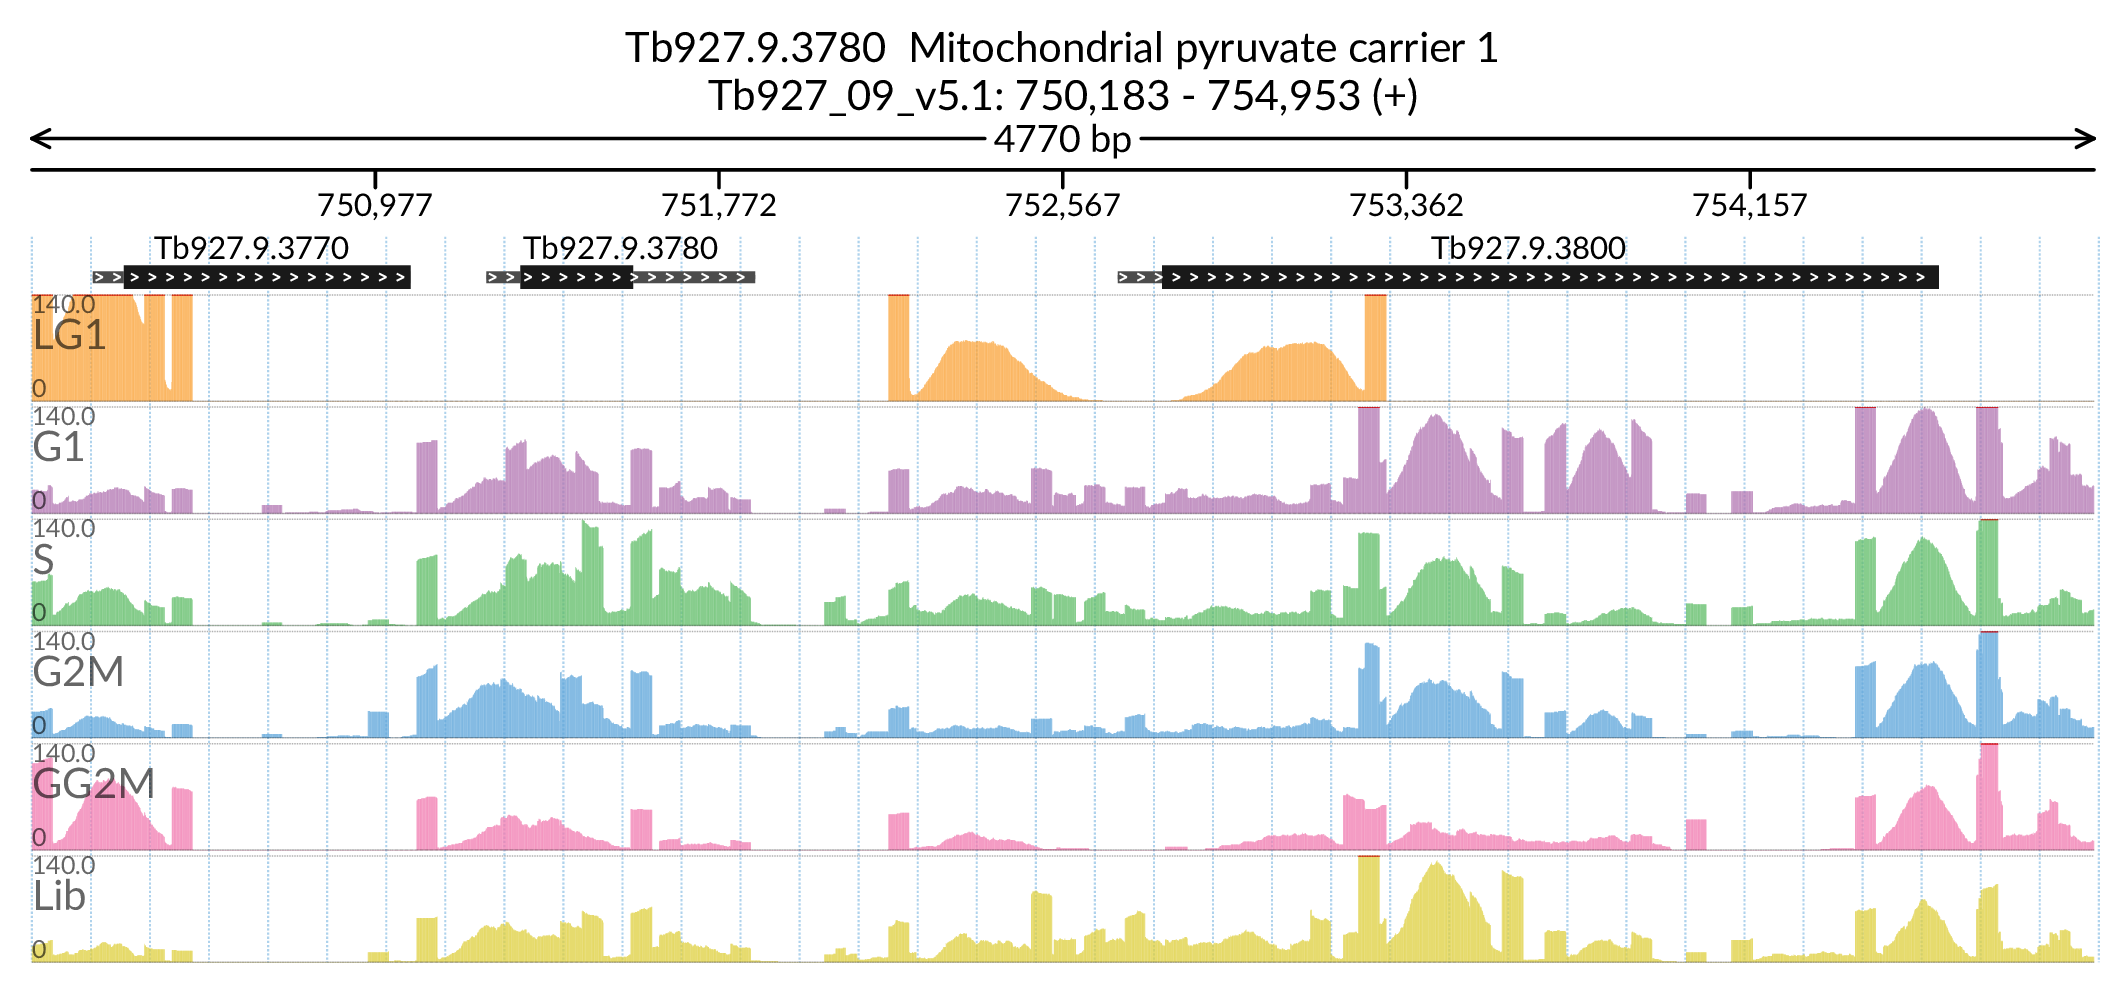 Tb927.9.3780  Mitochondrial pyruvate carrier 1
Tb927_09_v5.1: 750,183 - 754,953 (+)
4770 bp
750,977 751,772 752,567 753,362 754,157
Tb927.9.3770 Tb927.9.3780 Tb927.9.3800
140.0
LG1
0
140.0
G1
0
140.0
S
0
140.0
G2M
0
140.0
GG2M
0
140.0
Lib
0